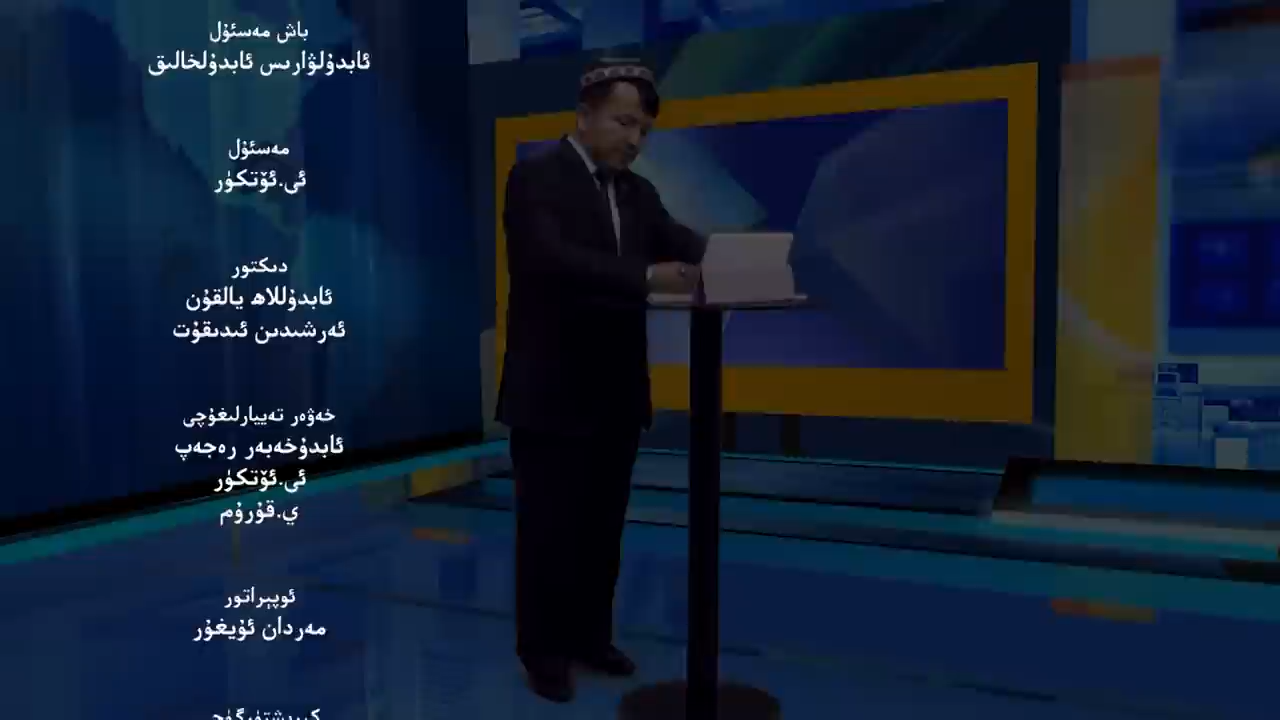 باش مەسئۇل
ئابدۇلۋارىس ئابدۇلخالىق
مەسئۇل
ئى.ئۆتكۈر
دىكتور
ئابدۇللاھ يالقۇن
ئەرشىدىن ئىدىقۇت
خەۋەر تەييارلىغۇچى
ئابدۇخەبەر رەجەپ
ئى.ئۆتكۈر
ي.قۇرۇم
ئوپېراتور
مەردان ئۇيغۇر